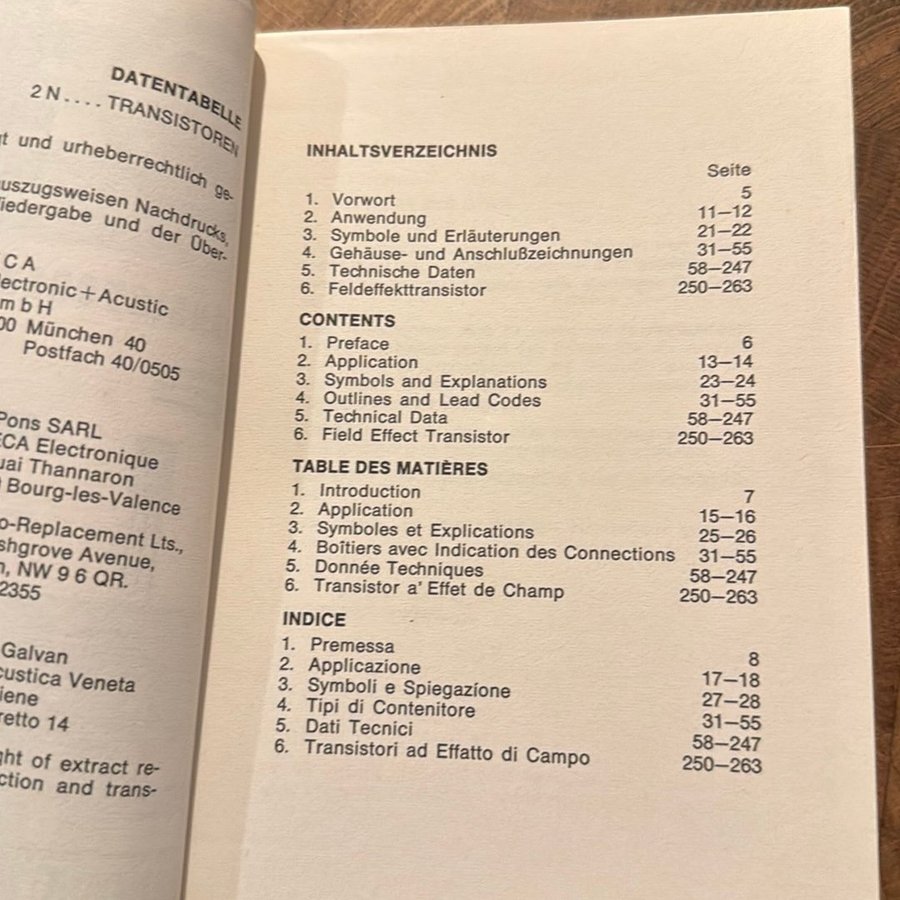 DATENTABELLE
2 N . . . . TRANSISTOREN
und urheberrechtlich ge-
uszugsweisen Nachdrucks,
iedergabe und der Über-
C A
lectronic+Acustic
m b H
00 München 40
Postfach 40/0505
Pons SARL
CA Electronique
uai Thannaron
Bourg-les-Valence
o-Replacement Lts.,
shgrove Avenue,
NW 9 6 QR.
2355
Galvan
custica Veneta
iene
retto 14
ght of extract re-
ction and trans-
INHALTSVERZEICHNIS
Seite
1. Vorwort 5
2. Anwendung 11—12
3. Symbole und Erläuterungen 21—22
4. Gehäuse- und Anschlußzeichnungen 31—55
5. Technische Daten 58—247
6. Feldeffekttransistor 250—263
CONTENTS
1. Preface 6
2. Application 13—14
3. Symbols and Explanations 23—24
4. Outlines and Lead Codes 31—55
5. Technical Data 58—247
6. Field Effect Transistor 250—263
TABLE DES MATIÈRES
1. Introduction 7
2. Application 15—16
3. Symboles et Explications 25—26
4. Boîtiers avec Indication des Connections 31—55
5. Donnée Techniques 58—247
6. Transistor a' Effet de Champ 250—263
INDICE
1. Premessa 8
2. Applicazione 17—18
3. Symboli e Spiegazíone 27—28
4. Tipi di Contenitore 31—55
5. Dati Tecnici 58—247
6. Transistori ad Effatto di Campo 250—263